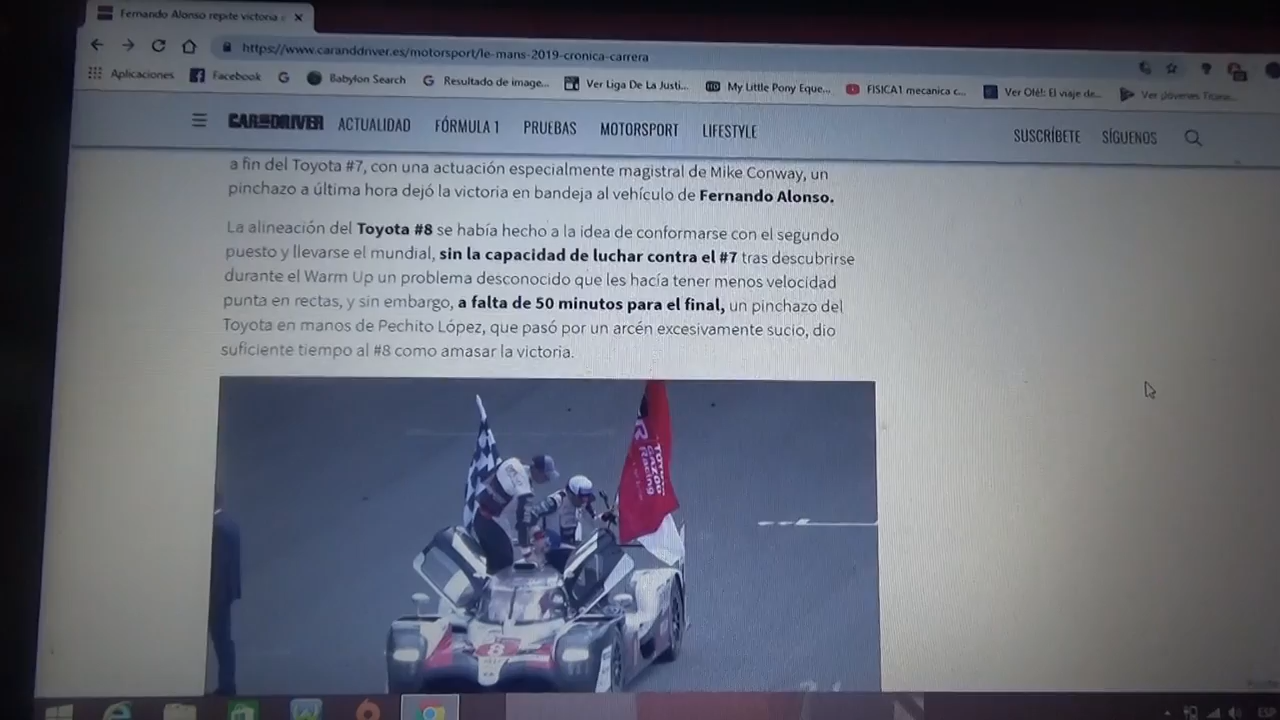 Fernando Alonso repite victoria
https://www.caranddriver.es/motorsport/le-mans-2019-cronica-carrera
Aplicaciones Facebook Babylon Search Resultado de image... Ver Liga De La Justi... My Little Pony Eque... FISICA1 mecanica c... Ver Olé!: El viaje de... Ver Jóvenes Titane...
CAR AND DRIVER ACTUALIDAD FÓRMULA 1 PRUEBAS MOTORSPORT LIFESTYLE SUSCRÍBETE SÍGUENOS
a fin del Toyota #7, con una actuación especialmente magistral de Mike Conway, un
pinchazo a última hora dejó la victoria en bandeja al vehículo de Fernando Alonso.
La alineación del Toyota #8 se había hecho a la idea de conformarse con el segundo
puesto y llevarse el mundial, sin la capacidad de luchar contra el #7 tras descubrirse
durante el Warm Up un problema desconocido que les hacía tener menos velocidad
punta en rectas, y sin embargo, a falta de 50 minutos para el final, un pinchazo del
Toyota en manos de Pechito López, que pasó por un arcén excesivamente sucio, dio
suficiente tiempo al #8 como amasar la victoria.
TOYOTA
GAZOO
Racing
8
ESP